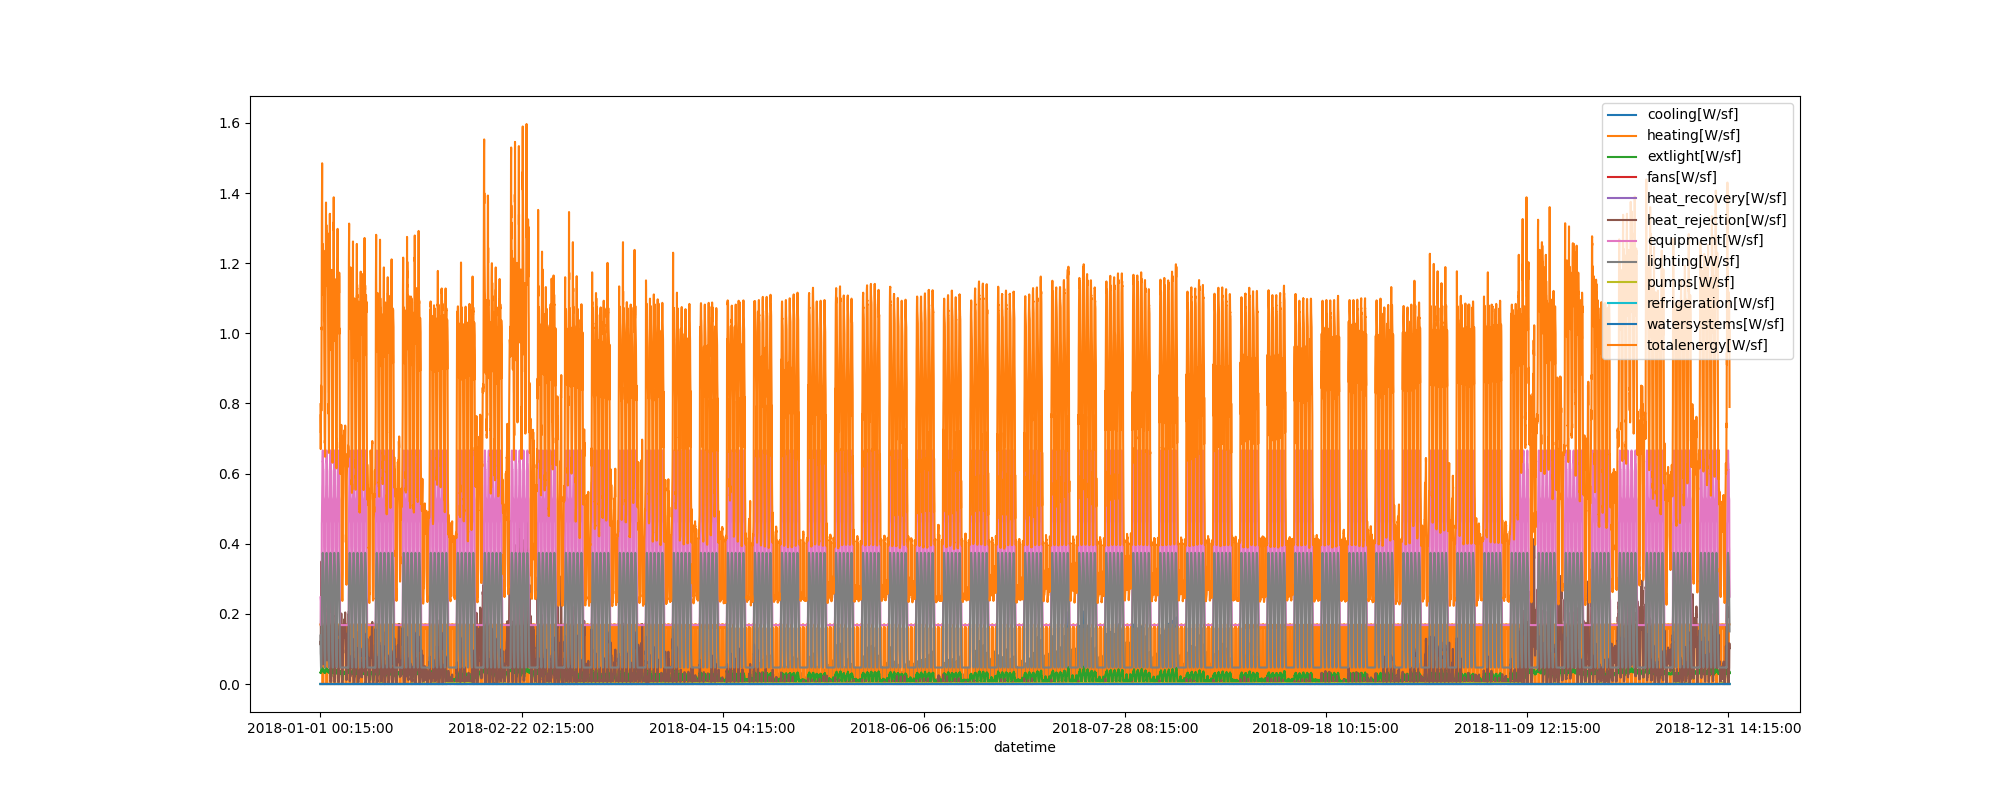 1.6
1.4
1.2
1.0
0.8
0.6
0.4
0.2
0.0
cooling[W/sf]
heating[W/sf]
extlight[W/sf]
fans[W/sf]
heat_recovery[W/sf]
heat_rejection[W/sf]
equipment[W/sf]
lighting[W/sf]
pumps[W/sf]
refrigeration[W/sf]
watersystems[W/sf]
totalenergy[W/sf]
2018-01-01 00:15:00 2018-02-22 02:15:00 2018-04-15 04:15:00 2018-06-06 06:15:00 2018-07-28 08:15:00 2018-09-18 10:15:00 2018-11-09 12:15:00 2018-12-31 14:15:00
datetime